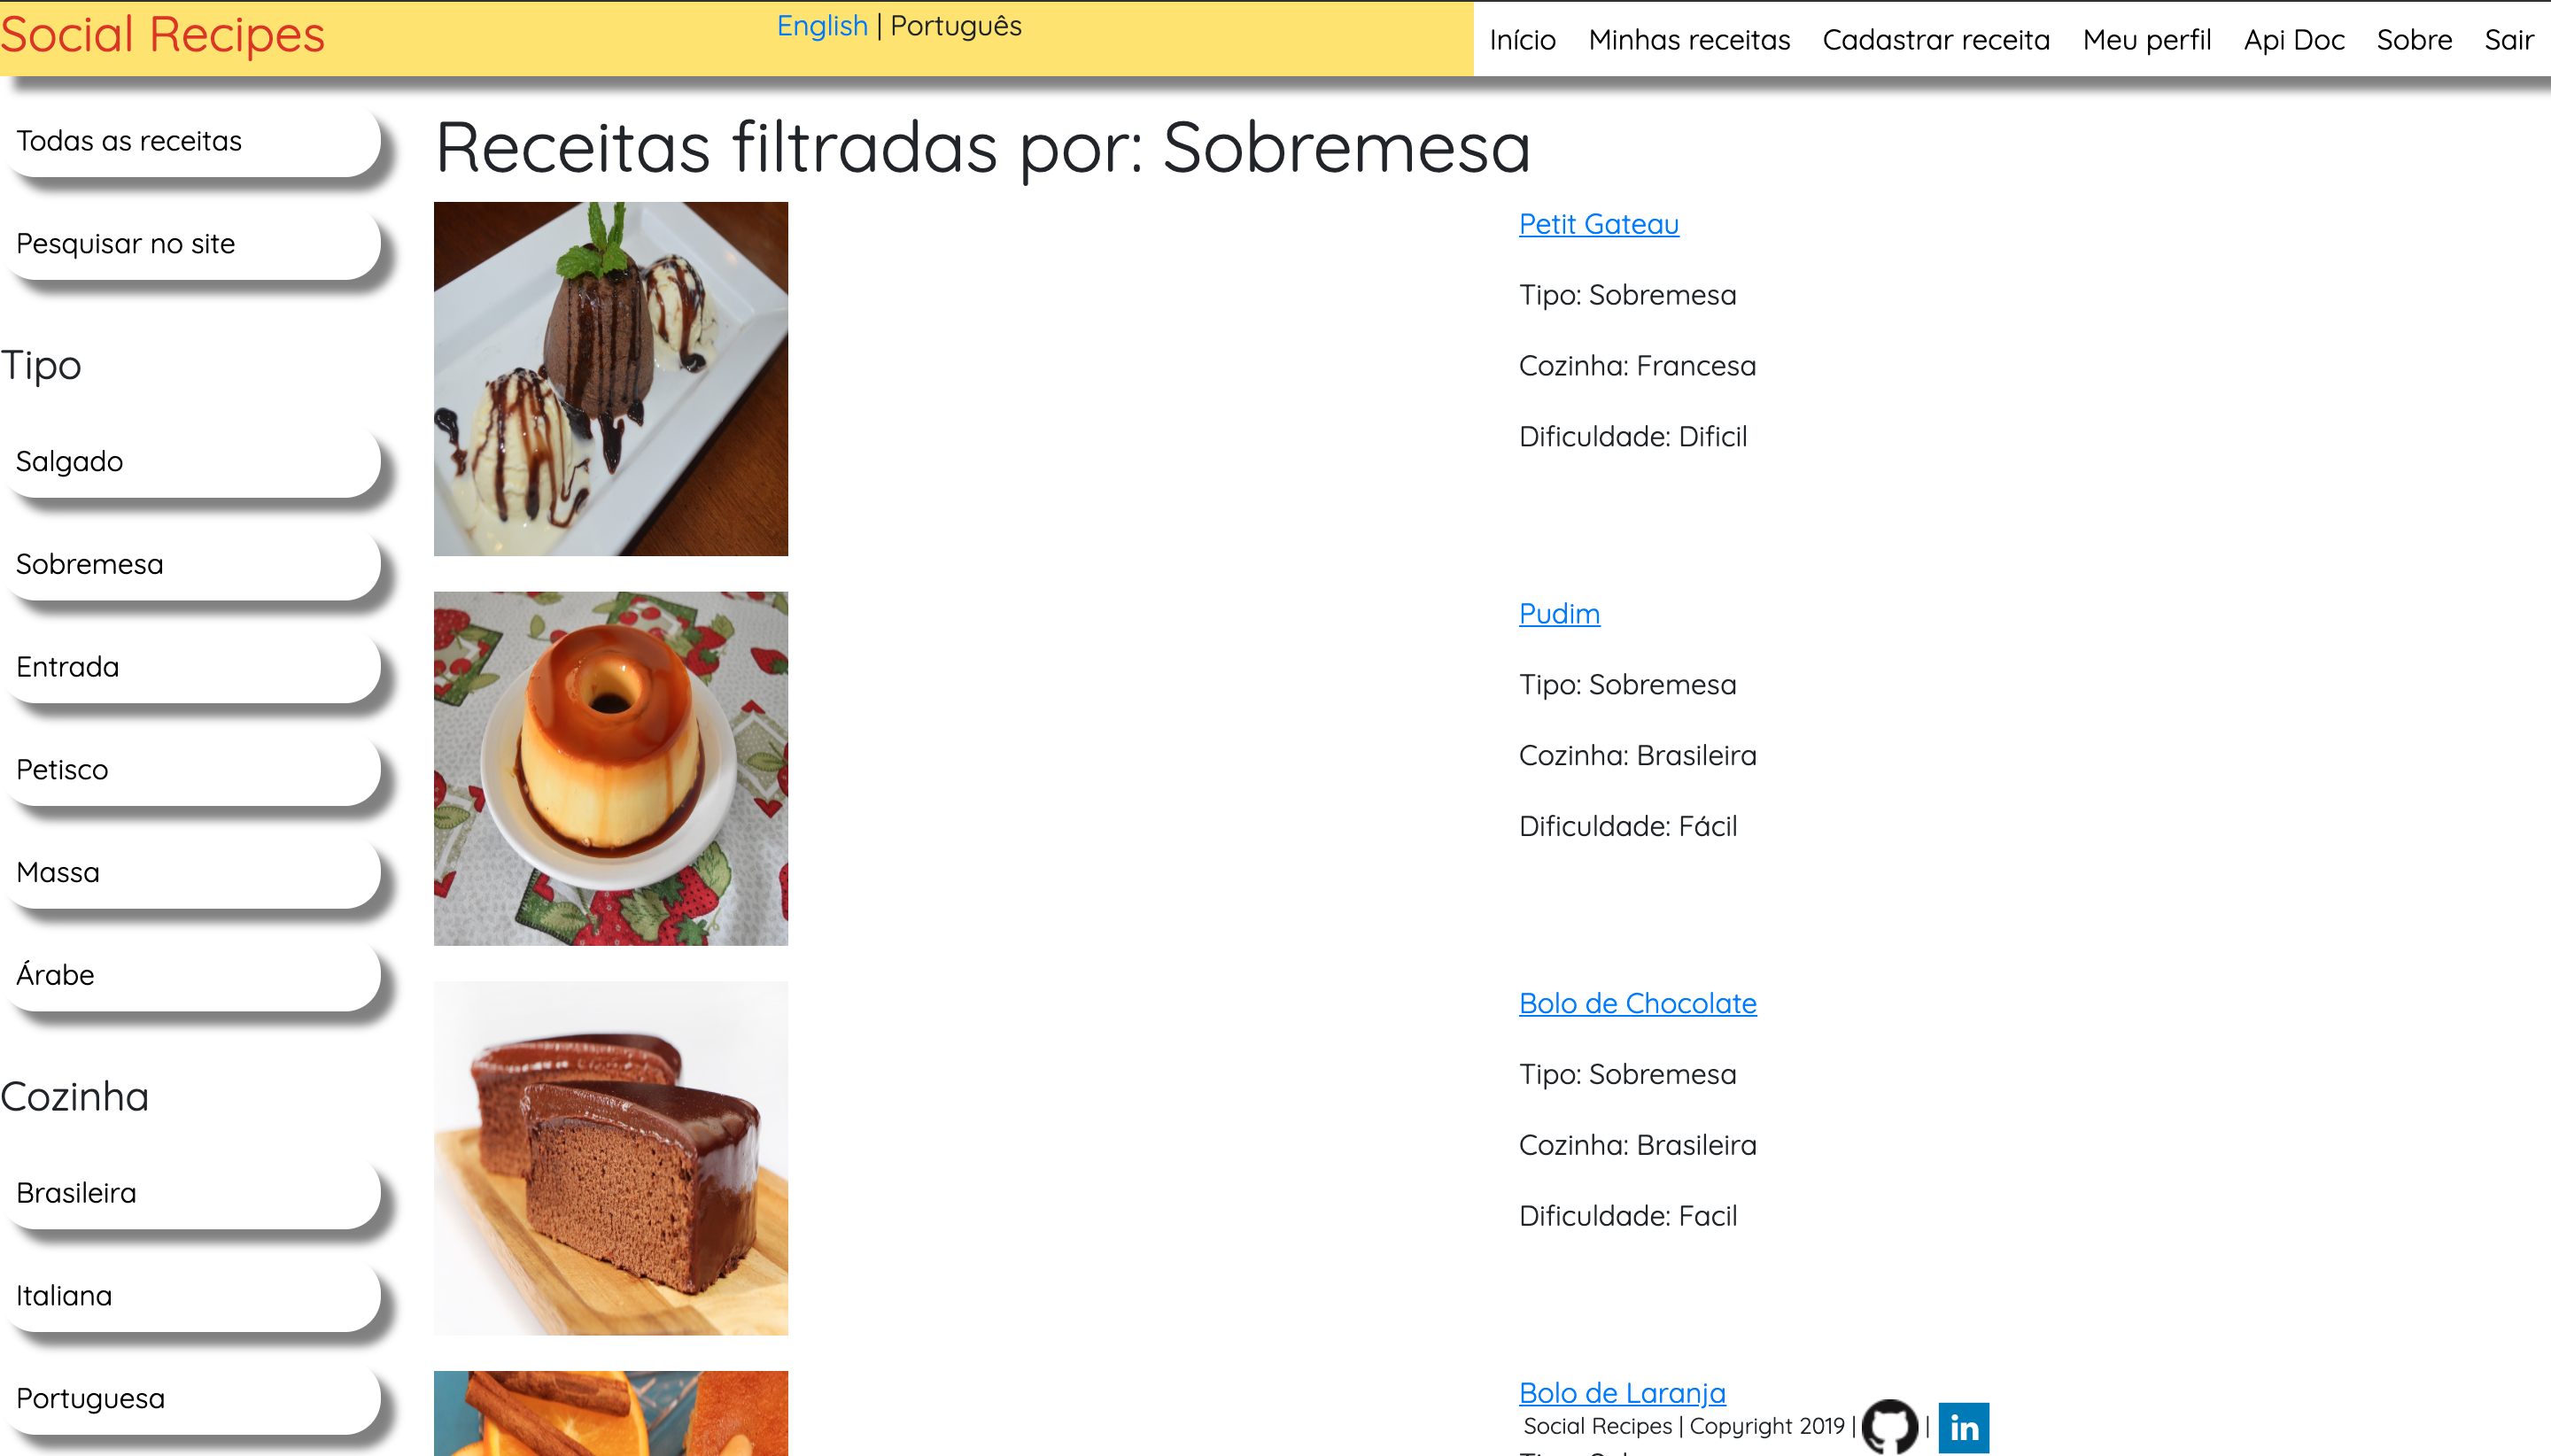 Social Recipes
English | Português
Início Minhas receitas Cadastrar receita Meu perfil Api Doc Sobre Sair
Todas as receitas
Pesquisar no site
Tipo
Salgado
Sobremesa
Entrada
Petisco
Massa
Árabe
Cozinha
Brasileira
Italiana
Portuguesa
Receitas filtradas por: Sobremesa
Petit Gateau
Tipo: Sobremesa
Cozinha: Francesa
Dificuldade: Dificil
Pudim
Tipo: Sobremesa
Cozinha: Brasileira
Dificuldade: Fácil
Bolo de Chocolate
Tipo: Sobremesa
Cozinha: Brasileira
Dificuldade: Facil
Bolo de Laranja
Social Recipes | Copyright 2019 | | in